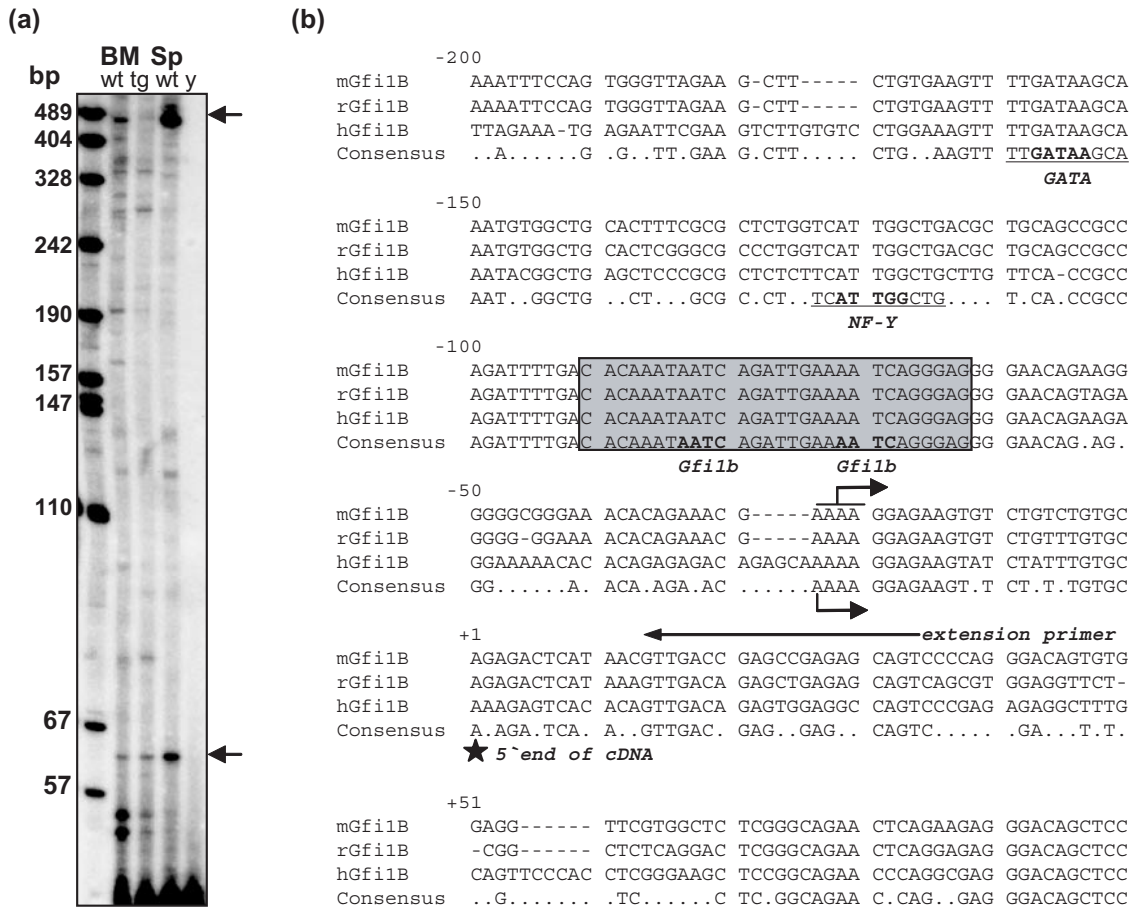 (a)
BM Sp
bp wt tg wt y
489
404
328
242
190
157
147
110
67
57
(b)
-200
mGfi1B AAATTTCCAG TGGGTTAGAA G-CTT----- CTGTGAAGTT TTGATAAGCA
rGfi1B AAAATTCCAG TGGGTTAGAA G-CTT----- CTGTGAAGTT TTGATAAGCA
hGfi1B TTAGAAA-TG AGAATTCGAA GTCTTGTGTCC CTGGAAAGTT TTGATAAGCA
Consensus ..A......G .G..TT.GAAG G.CTT..... CTG..AAGTT TTGATAAGCA
GATA
-150
mGfi1B AATGTGGCTG CACTTTCGCG CTCTGGTCAT TGGCTGACGC TGCAGCCGCC
rGfi1B AATGTGGCTG CACTCGGGCG CCCTGGTCAT TGGCTGACGC TGCAGCCGCC
hGfi1B AATACGGCTG AGCTCCCGCG CTCTCTTCAT TGGCTGCTTG TTCA-CCGCC
Consensus AAT..GGCTG ..CT...GCG C.CT..TCAT TGGCTG.... T.CA.CCGCC
NF-Y
-100
mGfi1B AGATTTTGAC ACAAATAATC AGATTGAAAA TCAGGGAGGG GAACAGAAGG
rGfi1B AGATTTTGAC ACAAATAATC AGATTGAAAA TCAGGGAGGG GAACAGTAGA
hGfi1B AGATTTTGAC ACAAATAATC AGATTGAAAA TCAGGGAGGG GAACAGAAGA
Consensus AGATTTTGAC ACAAATAATC AGATTGAAAA TCAGGGAGGG GAACAG.AG.
Gfi1b Gfi1b
-50
mGfi1B GGGGCGGGAA ACACAGAAAC G-----AAAA GGAGAAGTGT CTGTCTGTGC
rGfi1B GGGG-GGAAA ACACAGAAAC G-----AAAA GGAGAAGTGT CTGTTTGTGC
hGfi1B GGAAAAACAC ACAGAGAGAC AGAGCAAAAA GGAGAAGTAT CTATTTGTGC
Consensus GG......A. ACA.AGA.AC ......AAAA GGAGAAGT.T CT.T.TGTGC
+1 extension primer
mGfi1B AGAGACTCAT AACGTTGACC GAGCCGAGAG CAGTCCCCAG GGACAGTGTG
rGfi1B AGAGACTCAT AAAGTTGACA GAGCTGAGAG CAGTCAGCGT GGAGGTTCT-
hGfi1B AAAGAGTCAC ACAGTTGACA GAGTGGAGGC CAGTCCCGAG AGAGGCTTTG
Consensus A.AGA.TCA. A..GTTGAC. GAG..GAG.. CAGTC..... .GA...T.T.
5`end of cDNA
+51
mGfi1B GAGG------ TTCGTGGCTC TCGGGCAGAA CTCAGAAGAG GGACAGCTCC
rGfi1B -CGG------ CTCTCAGGAC TCGGGCAGAA CTCAGGAGAG GGACAGCTCC
hGfi1B CAGTTCCCAC CTCGGGAAGC TCCGGCAGAA CCCAGGCGAG GGACAGCTCC
Consensus ..G....... .TC......C TC.GGCAGAA C.CAG..GAG GGACAGCTCC